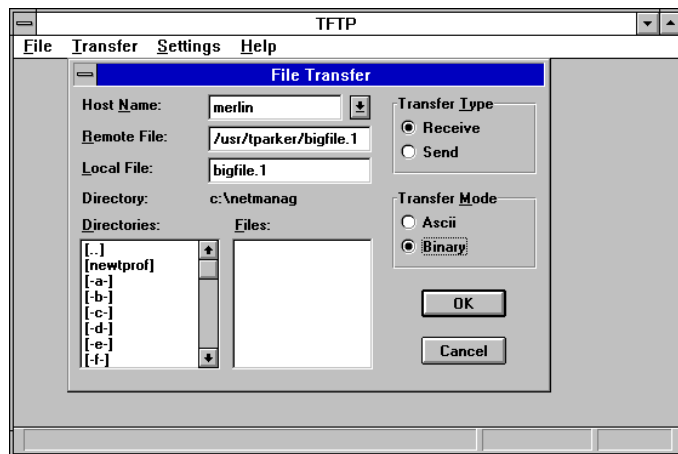 TFTP
File Transfer Settings Help
File Transfer
Host Name: merlin
Remote File: /usr/tparker/bigfile.1
Local File: bigfile.1
Directory: c:\netmanag
Directories: Files:
[..]
[newtprof]
[-a-]
[-b-]
[-c-]
[-d-]
[-e-]
[-f-]
Transfer Type
Receive
Send
Transfer Mode
Ascii
Binary
OK
Cancel